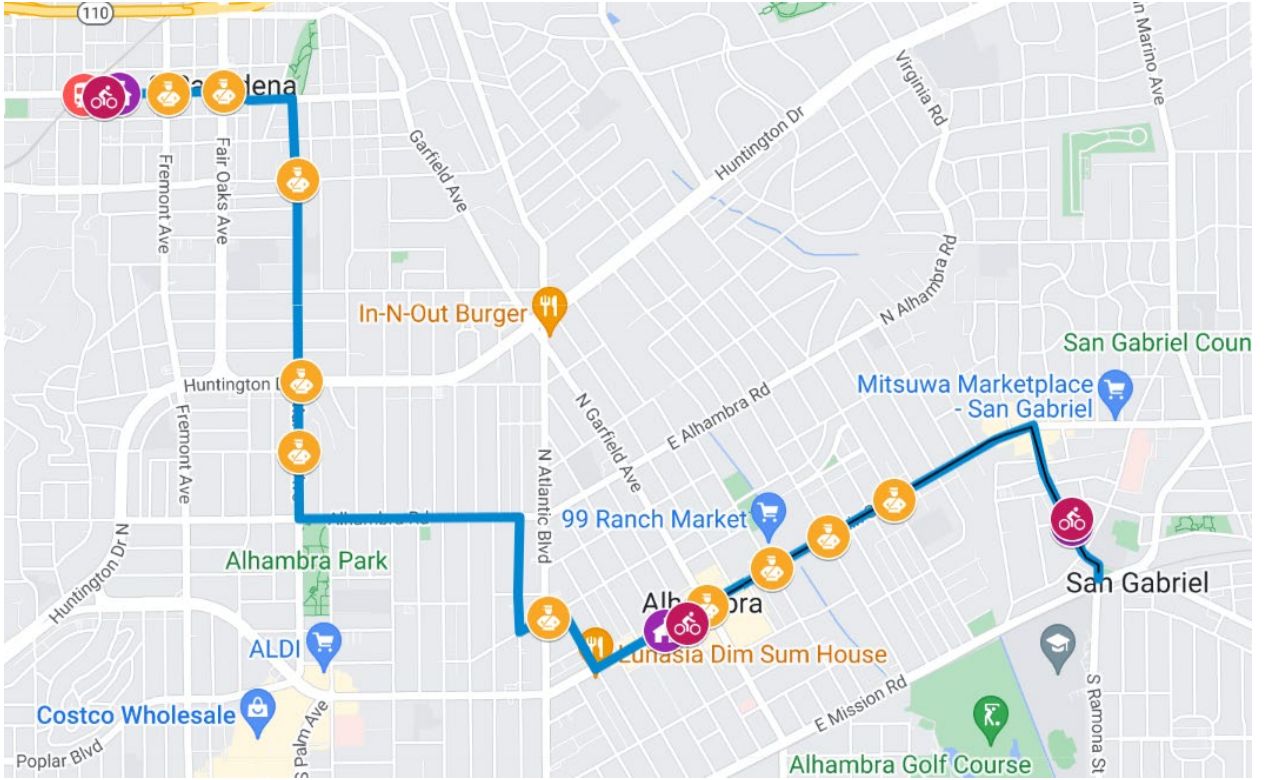 110
dena
Fremont Ave
Fair Oaks Ave
Garfield Ave
Huntington Dr
Virginia Rd
Marino Ave
In-N-Out Burger
N Alhambra Rd
San Gabriel Coun
Huntington D
Fremont Ave
N Garfield Ave
E Alhambra Rd
Mitsuwa Marketplace
- San Gabriel
N Atlantic Blvd
Alhambra Rd
99 Ranch Market
Huntington Dr N
Alhambra Park
Alh
bra
San Gabriel
ALDI
Lunasia Dim Sum House
Costco Wholesale
S Palm Ave
E Mission Rd
S Ramona St
Poplar Blvd
Alhambra Golf Course